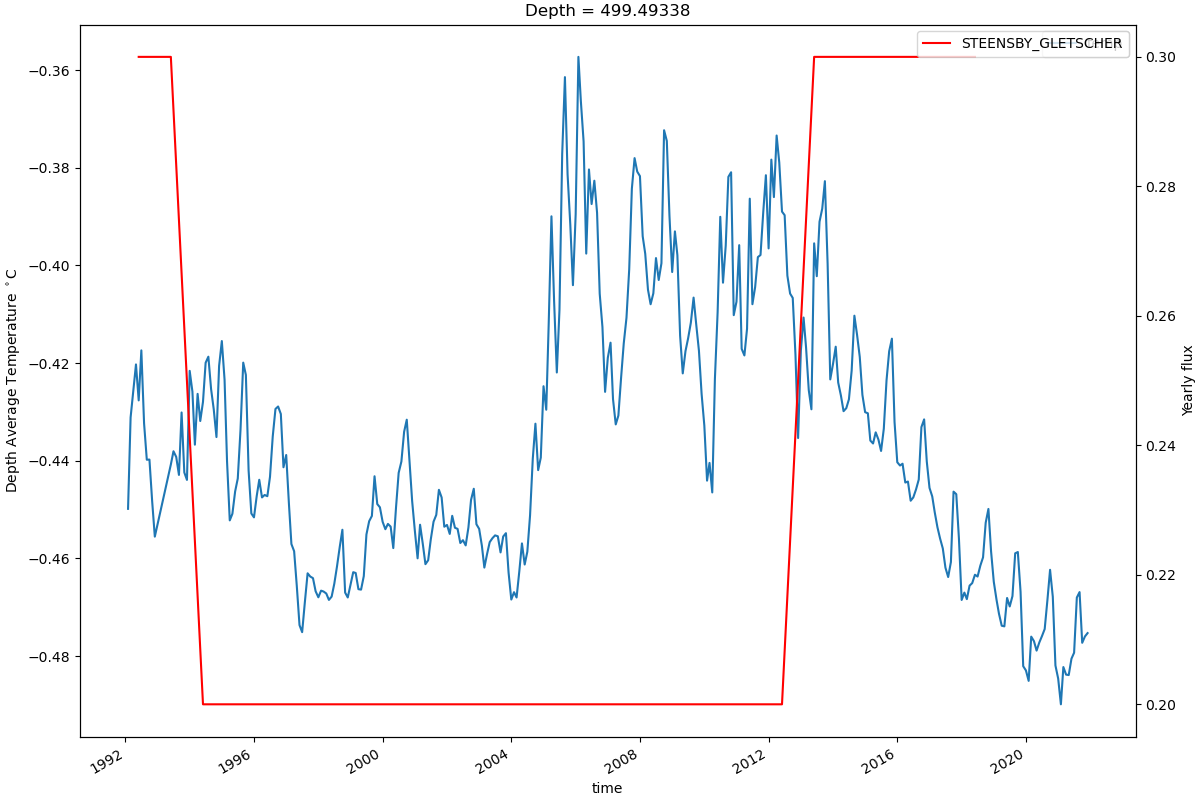 Depth = 499.49338
STEENSBY_GLETSCHER
−0.36
−0.38
−0.40
−0.42
−0.44
−0.46
−0.48
Depth Average Temperature °C
0.30
0.28
0.26
0.24
0.22
0.20
Yearly flux
1992 1996 2000 2004 2008 2012 2016 2020
time